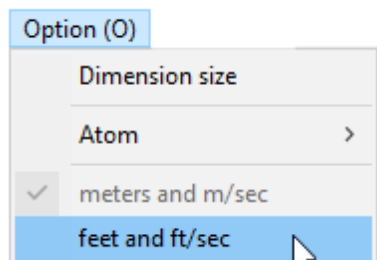 Option (O)
Dimension size
Atom
meters and m/sec
feet and ft/sec